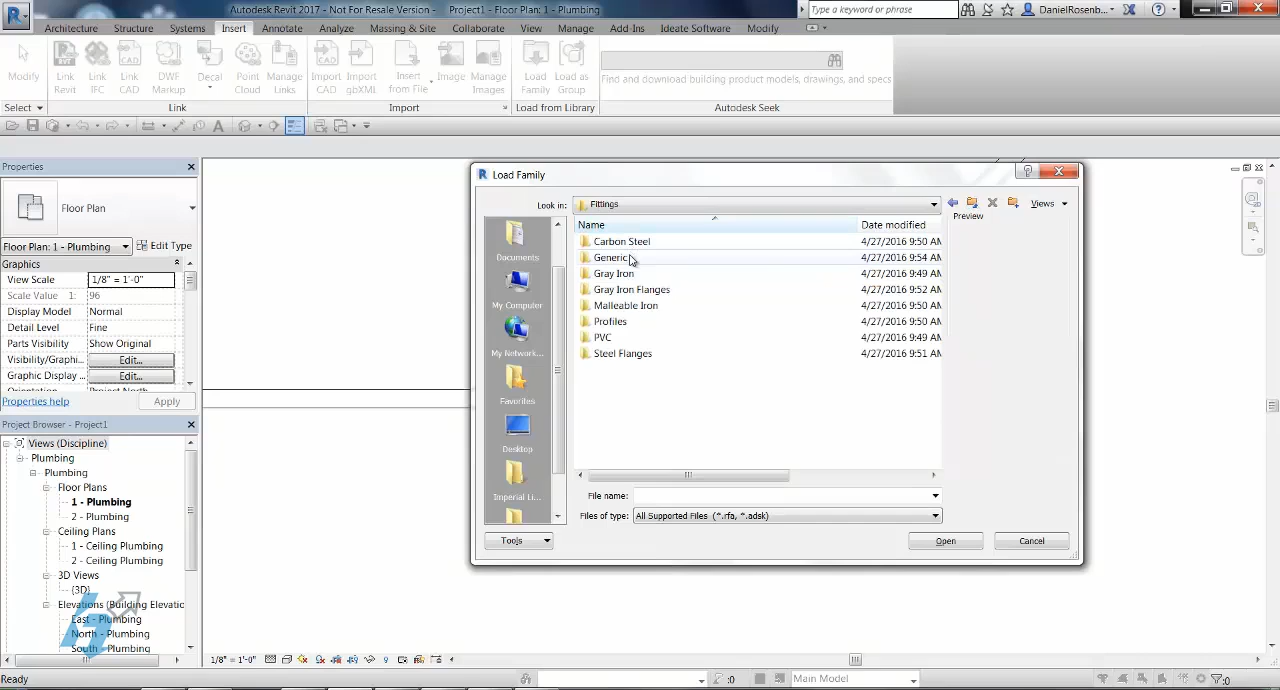 Autodesk Revit 2017 - Not For Resale Version - Project1 - Floor Plan: 1 - Plumbing
Type a keyword or phrase
DanielRosenb...
Architecture Structure Systems Insert Annotate Analyze Massing & Site Collaborate View Manage Add-Ins Ideate Software Modify
Modify
Link Revit
Link IFC
Link CAD
DWF Markup
Decal
Point Cloud
Manage Links
Import CAD
Import gbXML
Insert from File
Image
Manage Images
Load Family
Load as Group
Find and download building product models, drawings, and specs
Select
Link
Import
Load from Library
Autodesk Seek
Properties
Floor Plan
Floor Plan: 1 - Plumbing
Edit Type
Graphics
View Scale 1/8" = 1'-0"
Scale Value 1: 96
Display Model Normal
Detail Level Fine
Parts Visibility Show Original
Visibility/Graphi... Edit...
Graphic Display ... Edit...
Orientation Project North
Properties help
Apply
Project Browser - Project1
Views (Discipline)
Plumbing
Plumbing
Floor Plans
1 - Plumbing
2 - Plumbing
Ceiling Plans
1 - Ceiling Plumbing
2 - Ceiling Plumbing
3D Views
{3D}
Elevations (Building Elevatic
East - Plumbing
North - Plumbing
South - Plumbing
Load Family
Look in: Fittings
Views
Preview
Name Date modified
Carbon Steel 4/27/2016 9:50 AM
Generic 4/27/2016 9:54 AM
Gray Iron 4/27/2016 9:49 AM
Gray Iron Flanges 4/27/2016 9:52 AM
Malleable Iron 4/27/2016 9:50 AM
Profiles 4/27/2016 9:50 AM
PVC 4/27/2016 9:49 AM
Steel Flanges 4/27/2016 9:51 AM
Documents
My Computer
My Network...
Favorites
Desktop
Imperial Li...
File name:
Files of type: All Supported Files (*.rfa, *.adsk)
Tools
Open
Cancel
1/8" = 1'-0"
Ready
:0
Main Model
:0